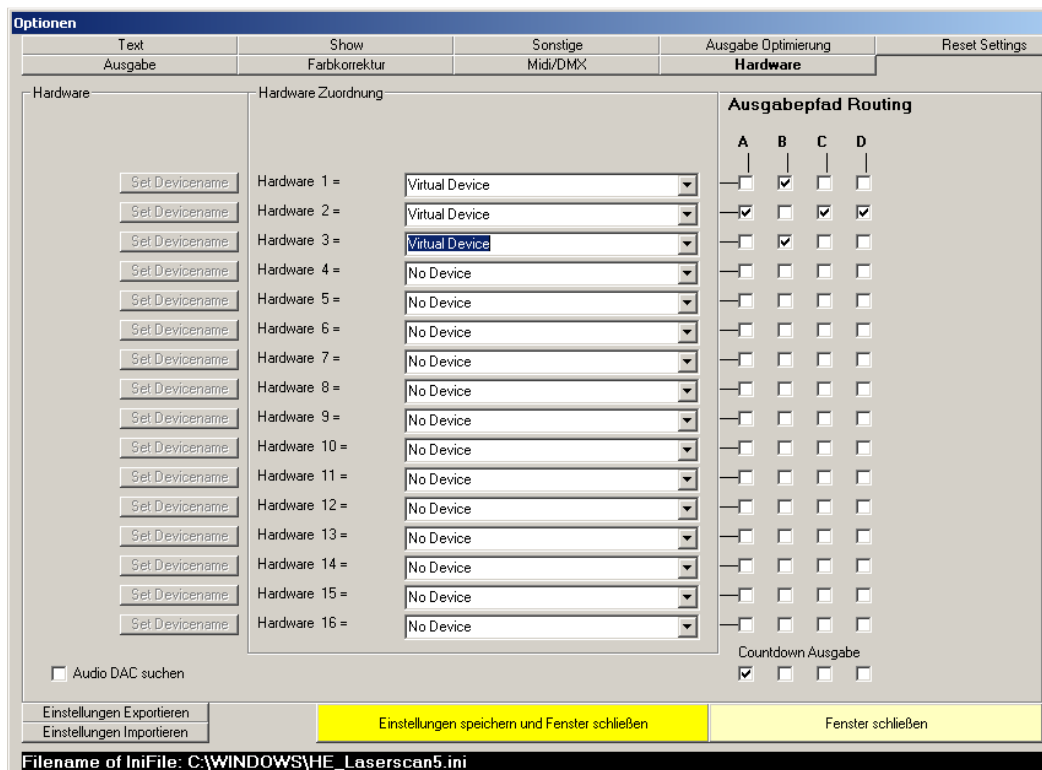 Optionen
Text Show Sonstige Ausgabe Optimierung Reset Settings
Ausgabe Farbkorrektur Midi/DMX Hardware
Hardware Hardware Zuordnung Ausgabepfad Routing
A B C D
Set Devicename Hardware 1 = Virtual Device
Set Devicename Hardware 2 = Virtual Device
Set Devicename Hardware 3 = Virtual Device
Set Devicename Hardware 4 = No Device
Set Devicename Hardware 5 = No Device
Set Devicename Hardware 6 = No Device
Set Devicename Hardware 7 = No Device
Set Devicename Hardware 8 = No Device
Set Devicename Hardware 9 = No Device
Set Devicename Hardware 10 = No Device
Set Devicename Hardware 11 = No Device
Set Devicename Hardware 12 = No Device
Set Devicename Hardware 13 = No Device
Set Devicename Hardware 14 = No Device
Set Devicename Hardware 15 = No Device
Set Devicename Hardware 16 = No Device
Countdown Ausgabe
Audio DAC suchen
Einstellungen Exportieren
Einstellungen Importieren
Einstellungen speichern und Fenster schließen
Fenster schließen
Filename of IniFile: C:\WINDOWS\HE_Laserscan5.ini